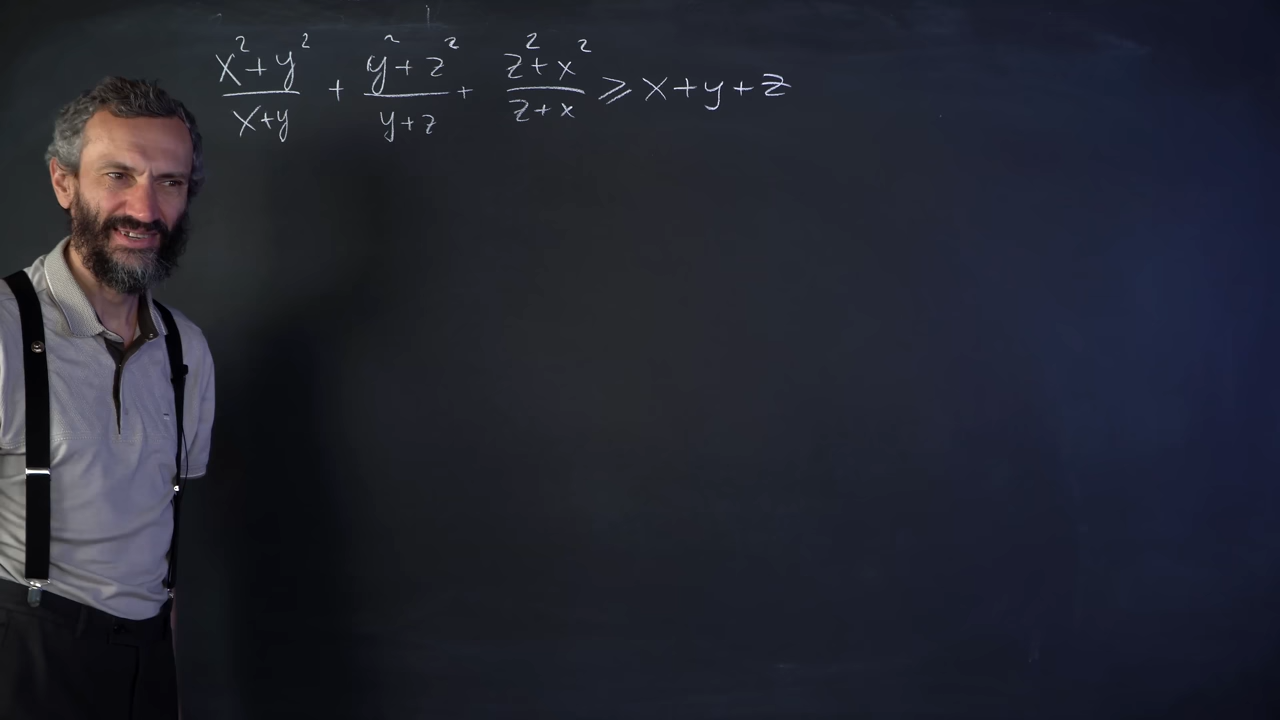 (x² + y²)/(x+y) + (y² + z²)/(y+z) + (z² + x²)/(z+x) ⩾ x+y+z